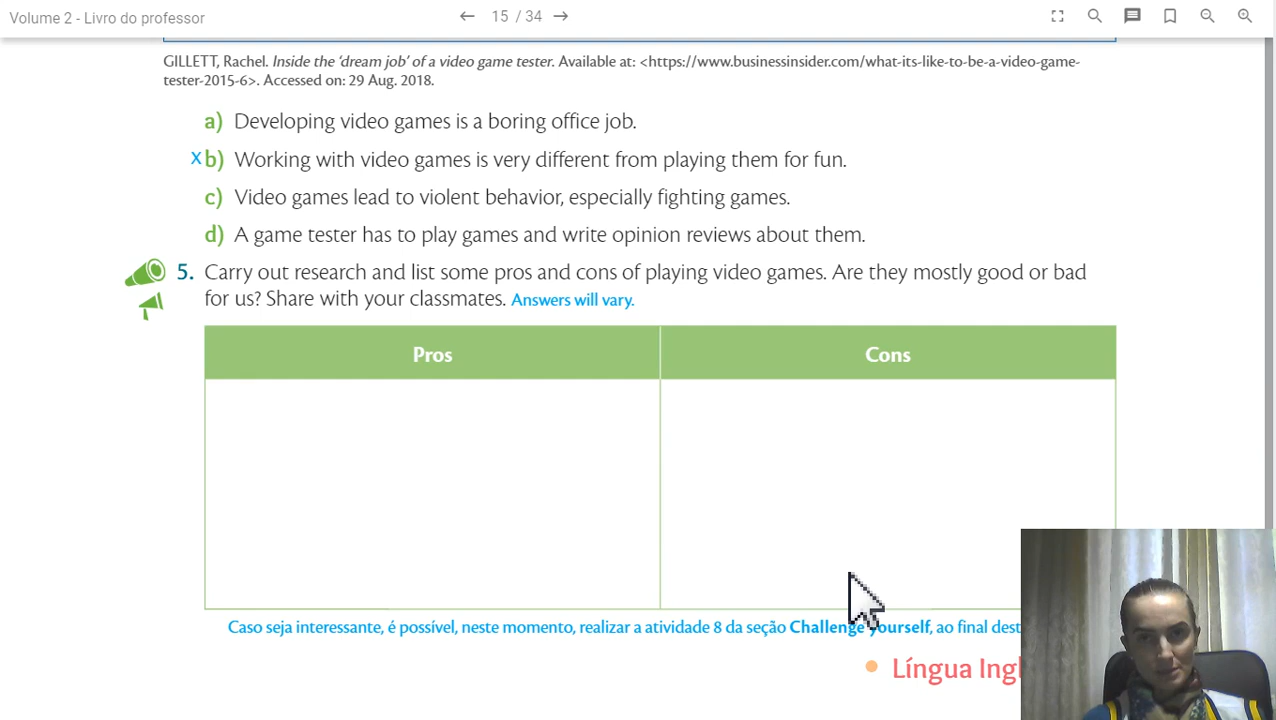 Volume 2 - Livro do professor
15 / 34
GILLETT, Rachel. Inside the ‘dream job’ of a video game tester. Available at: <https://www.businessinsider.com/what-its-like-to-be-a-video-game-
tester-2015-6>. Accessed on: 29 Aug. 2018.
a) Developing video games is a boring office job.
x b) Working with video games is very different from playing them for fun.
c) Video games lead to violent behavior, especially fighting games.
d) A game tester has to play games and write opinion reviews about them.
5. Carry out research and list some pros and cons of playing video games. Are they mostly good or bad
for us? Share with your classmates. Answers will vary.
Pros Cons
Caso seja interessante, é possível, neste momento, realizar a atividade 8 da seção Challenge yourself, ao final dest
Língua Ingl